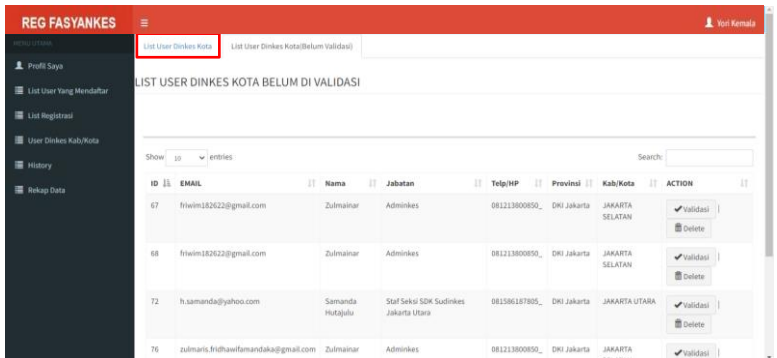 REG FASYANKES
Yori Kemala
MENU UTAMA
Profil Saya
List User Yang Mendaftar
List Registrasi
User Dinkes Kab/Kota
History
Rekap Data
List User Dinkes Kota
List User Dinkes Kota(Belum Validasi)
LIST USER DINKES KOTA BELUM DI VALIDASI
Show 10 entries
Search:
ID EMAIL Nama Jabatan Telp/HP Provinsi Kab/Kota ACTION
67 friwim182622@gmail.com Zulmainar Adminkes 081213800850_ DKI Jakarta JAKARTA SELATAN Validasi |
Delete
68 friwim182622@gmail.com Zulmainar Adminkes 081213800850_ DKI Jakarta JAKARTA SELATAN Validasi |
Delete
72 h.samanda@yahoo.com Samanda Hutajulu Staf Seksi SDK Sudinkes Jakarta Utara 081586187805_ DKI Jakarta JAKARTA UTARA Validasi |
Delete
76 zulmaris.fridhawifamandaka@gmail.com Zulmainar Adminkes 081213800850_ DKI Jakarta JAKARTA Validasi |